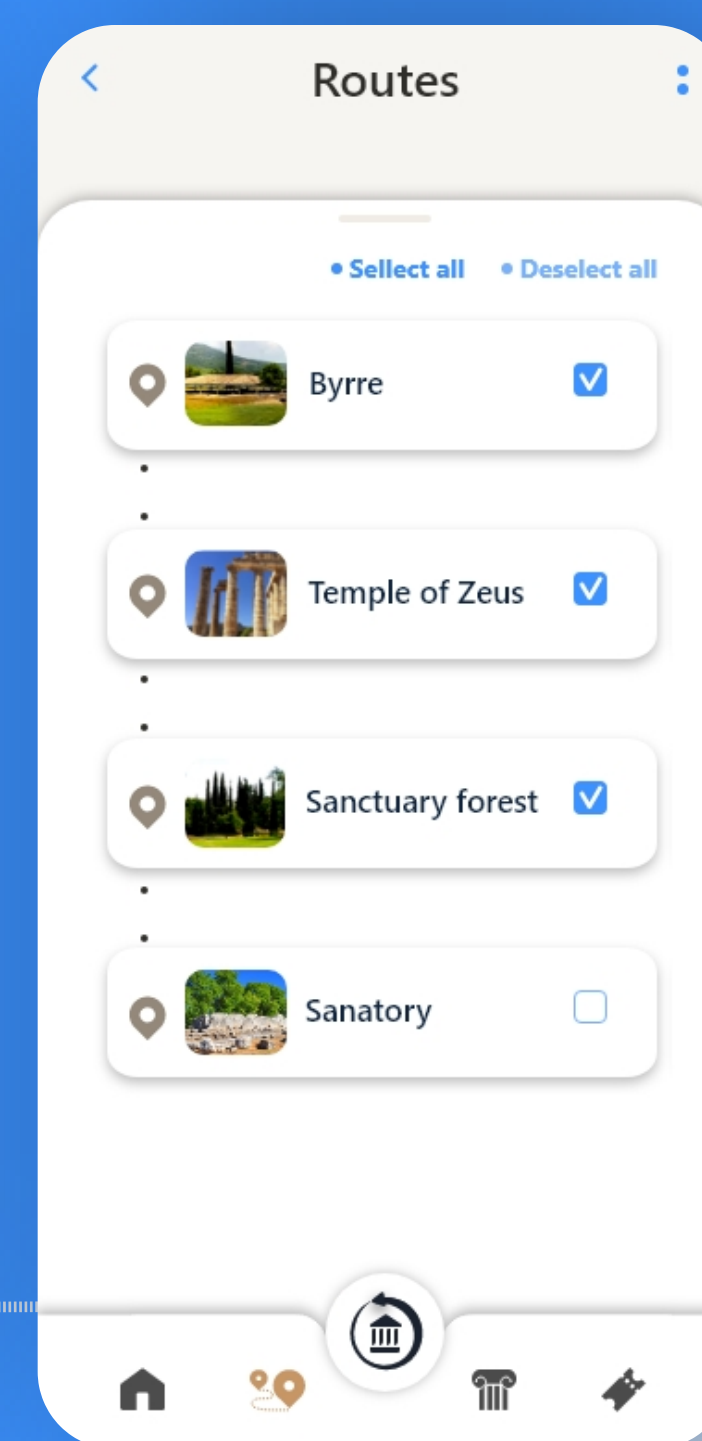 Routes
Sellect all Deselect all
Byrre
Temple of Zeus
Sanctuary forest
Sanatory